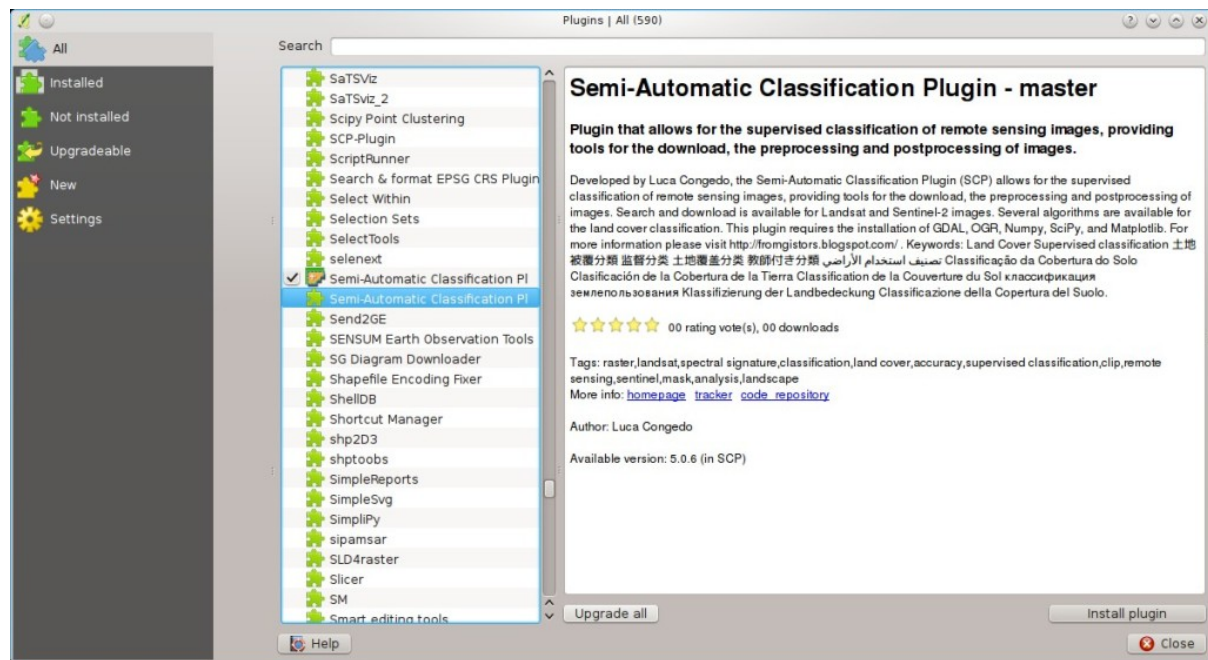 Plugins | All (590)
All
Installed
Not installed
Upgradeable
New
Settings
Search
SaTSViz
SaTSviz_2
Scipy Point Clustering
SCP-Plugin
ScriptRunner
Search & format EPSG CRS Plugin
Select Within
Selection Sets
SelectTools
selenext
Semi-Automatic Classification Pl
Semi-Automatic Classification Pl
Send2GE
SENSUM Earth Observation Tools
SG Diagram Downloader
Shapefile Encoding Fixer
ShellDB
Shortcut Manager
shp2D3
shptoobs
SimpleReports
SimpleSvg
SimpliPy
sipamsar
SLD4raster
Slicer
SM
Smart editing tools
Semi-Automatic Classification Plugin - master
Plugin that allows for the supervised classification of remote sensing images, providing
tools for the download, the preprocessing and postprocessing of images.
Developed by Luca Congedo, the Semi-Automatic Classification Plugin (SCP) allows for the supervised
classification of remote sensing images, providing tools for the download, the preprocessing and postprocessing of
images. Search and download is available for Landsat and Sentinel-2 images. Several algorithms are available for
the land cover classification. This plugin requires the installation of GDAL, OGR, Numpy, SciPy, and Matplotlib. For
more information please visit http://fromgistors.blogspot.com/ . Keywords: Land Cover Supervised classification 土地
被覆分類 监督分类 土地覆盖分类 教師付き分類 تصنيف استخدام الأراضي Classificação da Cobertura do Solo
Clasificación de la Cobertura de la Tierra Classification de la Couverture du Sol классификация
землепользования Klassifizierung der Landbedeckung Classificazione della Copertura del Suolo.
00 rating vote(s), 00 downloads
Tags: raster,landsat,spectral signature,classification,land cover,accuracy,supervised classification,clip,remote
sensing,sentinel,mask,analysis,landscape
More info: homepage tracker code repository
Author: Luca Congedo
Available version: 5.0.6 (in SCP)
Upgrade all
Install plugin
Help
Close